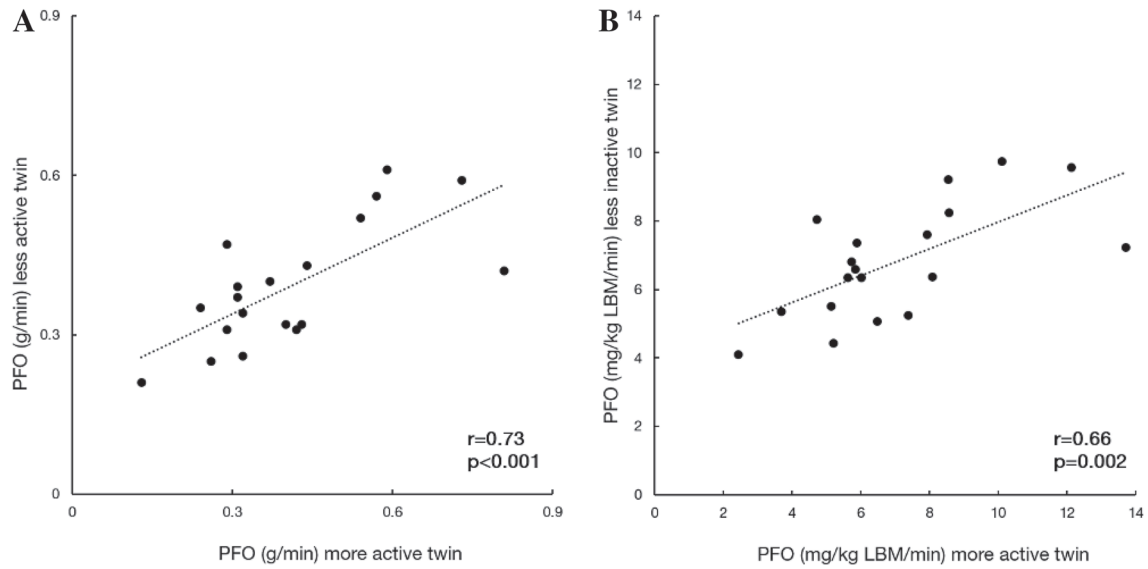 A
0.9
0.6
0.3
0
PFO (g/min) less active twin
r=0.73
p<0.001
0
0.3
0.6
0.9
PFO (g/min) more active twin
B
14
12
10
8
6
4
2
0
PFO (mg/kg LBM/min) less inactive twin
r=0.66
p=0.002
0
2
4
6
8
10
12
14
PFO (mg/kg LBM/min) more active twin